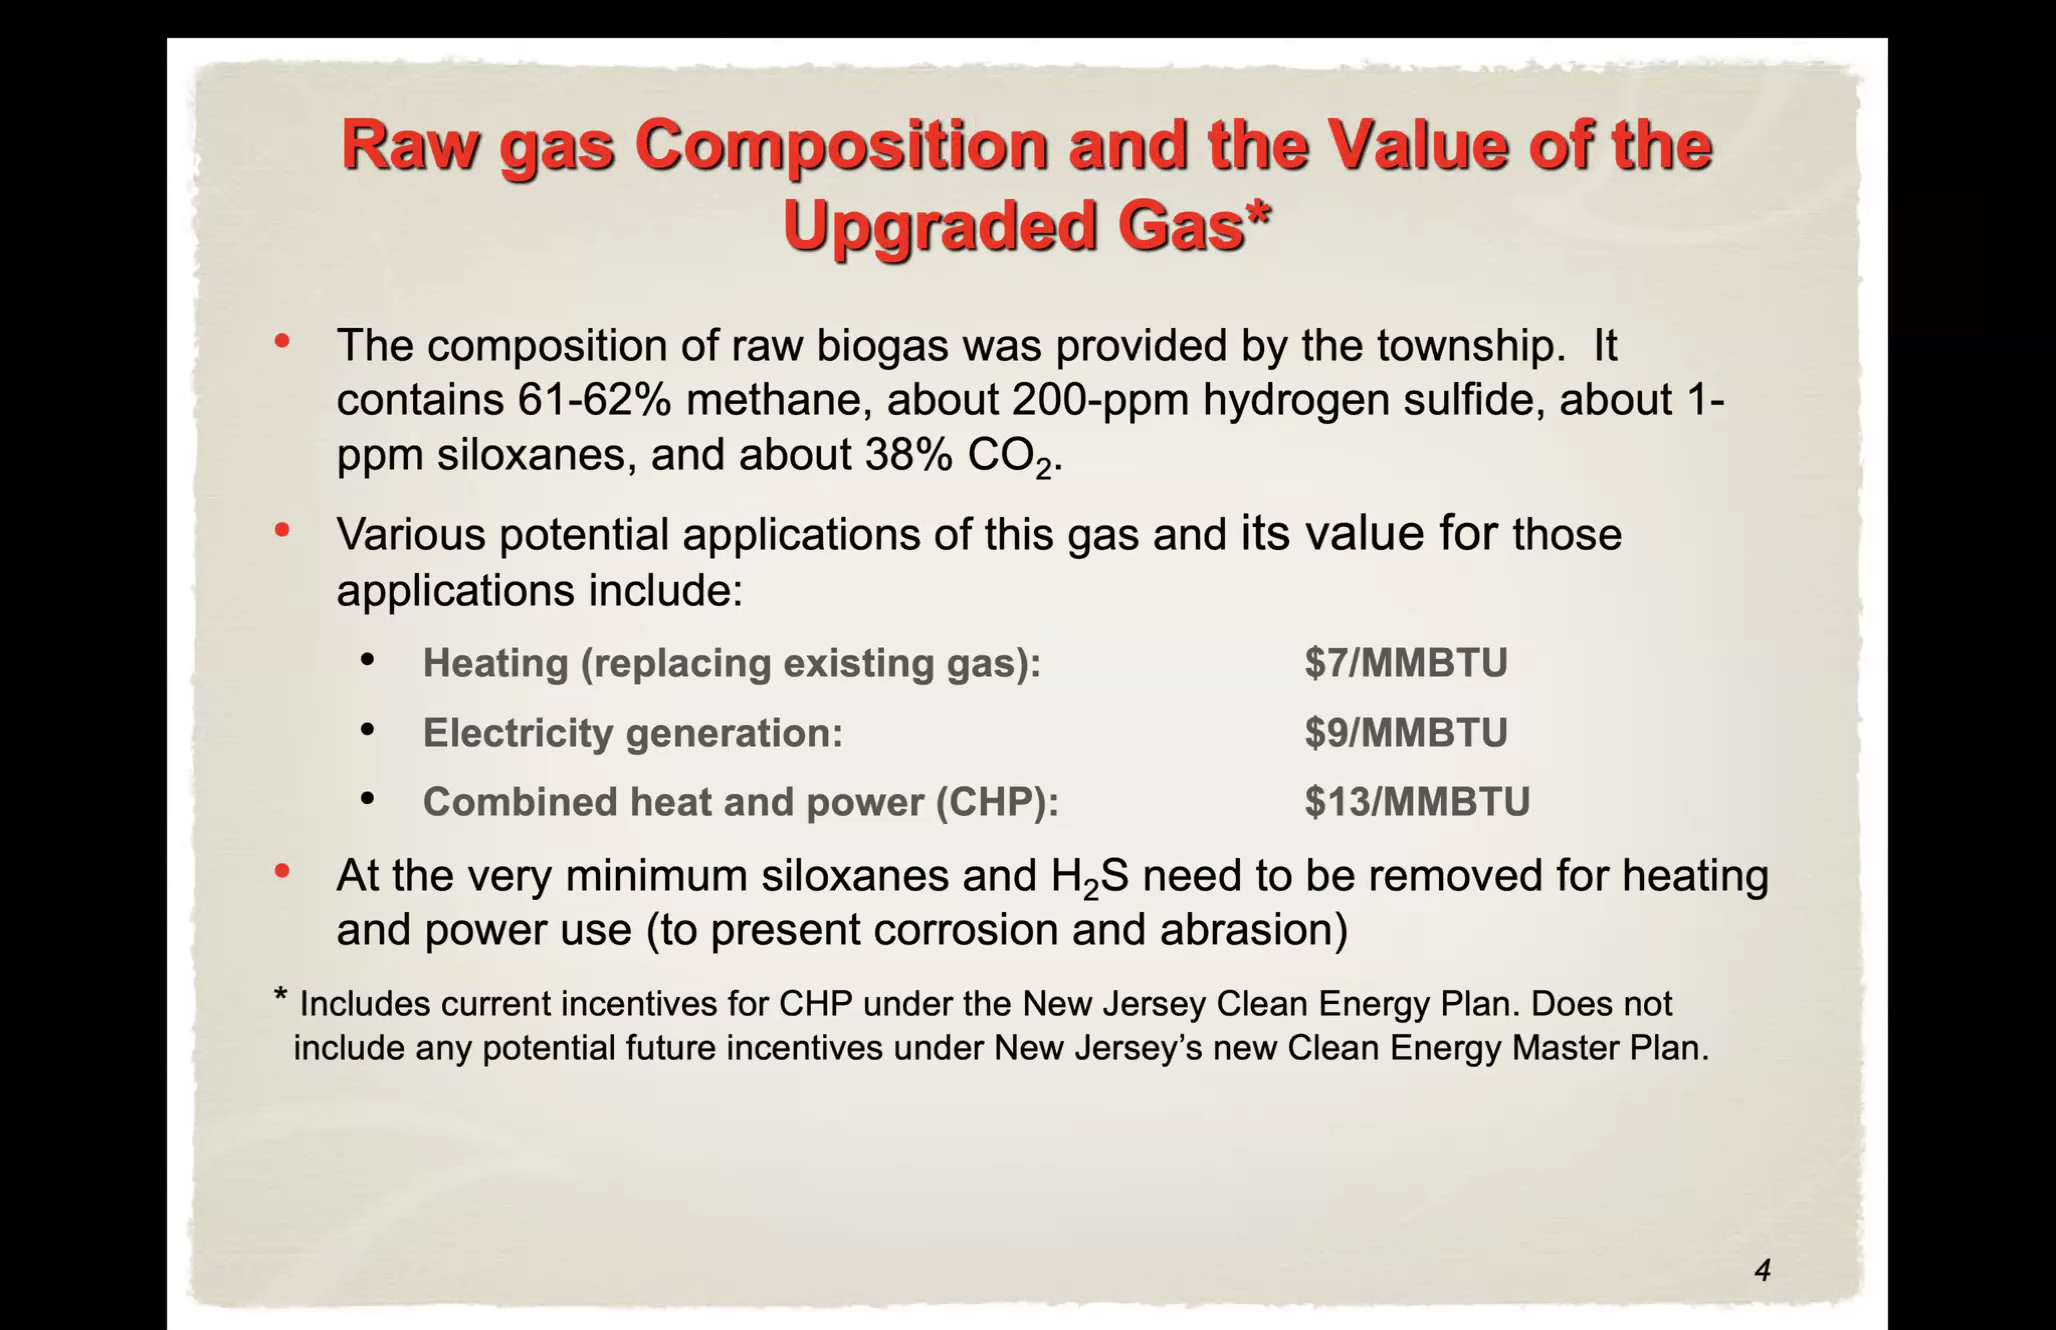 Raw gas Composition and the Value of the
Upgraded Gas*
• The composition of raw biogas was provided by the township.  It
contains 61-62% methane, about 200-ppm hydrogen sulfide, about 1-
ppm siloxanes, and about 38% CO₂.
• Various potential applications of this gas and its value for those
applications include:
• Heating (replacing existing gas): $7/MMBTU
• Electricity generation: $9/MMBTU
• Combined heat and power (CHP): $13/MMBTU
• At the very minimum siloxanes and H₂S need to be removed for heating
and power use (to present corrosion and abrasion)
* Includes current incentives for CHP under the New Jersey Clean Energy Plan. Does not
include any potential future incentives under New Jersey’s new Clean Energy Master Plan.
4